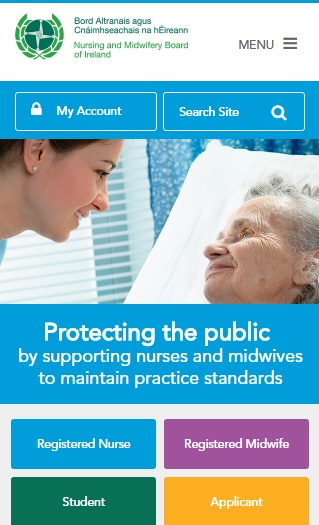 Bord Altranais agus
Cnáimhseachais na hÉireann
Nursing and Midwifery Board
of Ireland
MENU
My Account
Search Site
Protecting the public
by supporting nurses and midwives
to maintain practice standards
Registered Nurse
Registered Midwife
Student
Applicant